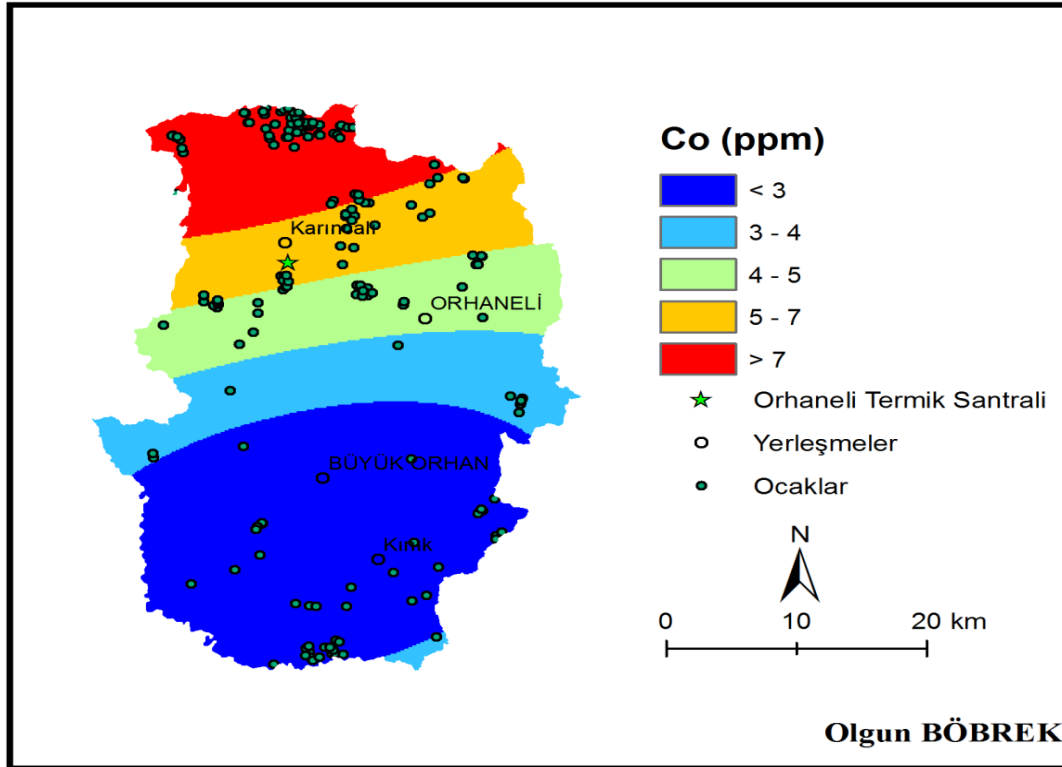 Co (ppm)
< 3
3 - 4
4 - 5
5 - 7
> 7
Orhaneli Termik Santrali
Yerleşmeler
Ocaklar
N
0 10 20 km
Karıncalı
ORHANELİ
BÜYÜK ORHAN
Kınık
Olgun BÖBREK